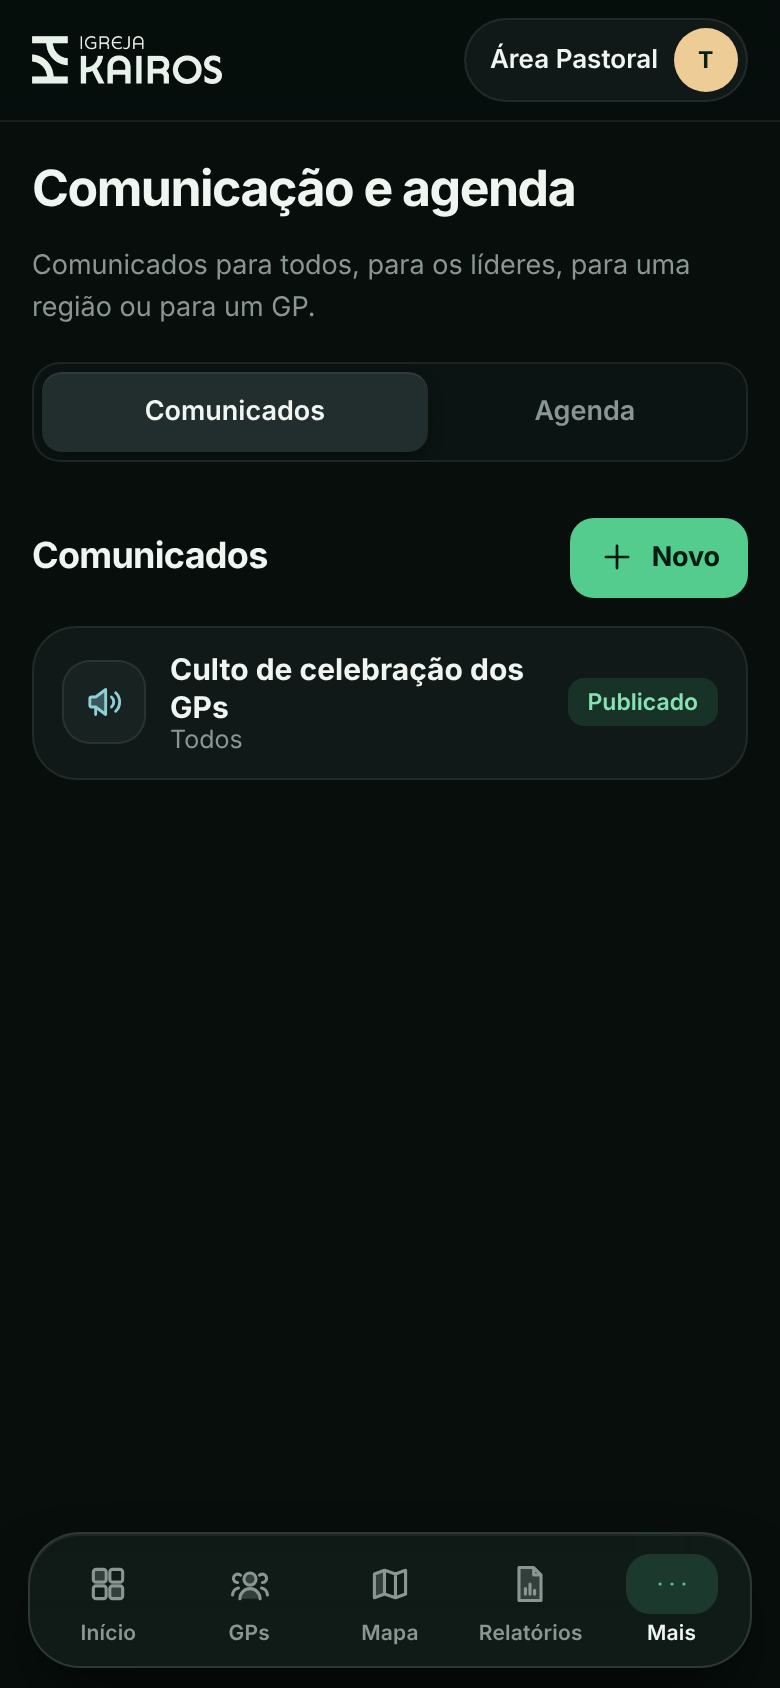 IGREJA
KAIROS
Área Pastoral
T
Comunicação e agenda
Comunicados para todos, para os líderes, para uma
região ou para um GP.
Comunicados
Agenda
Comunicados
Novo
Culto de celebração dos
GPs
Todos
Publicado
Início
GPs
Mapa
Relatórios
Mais